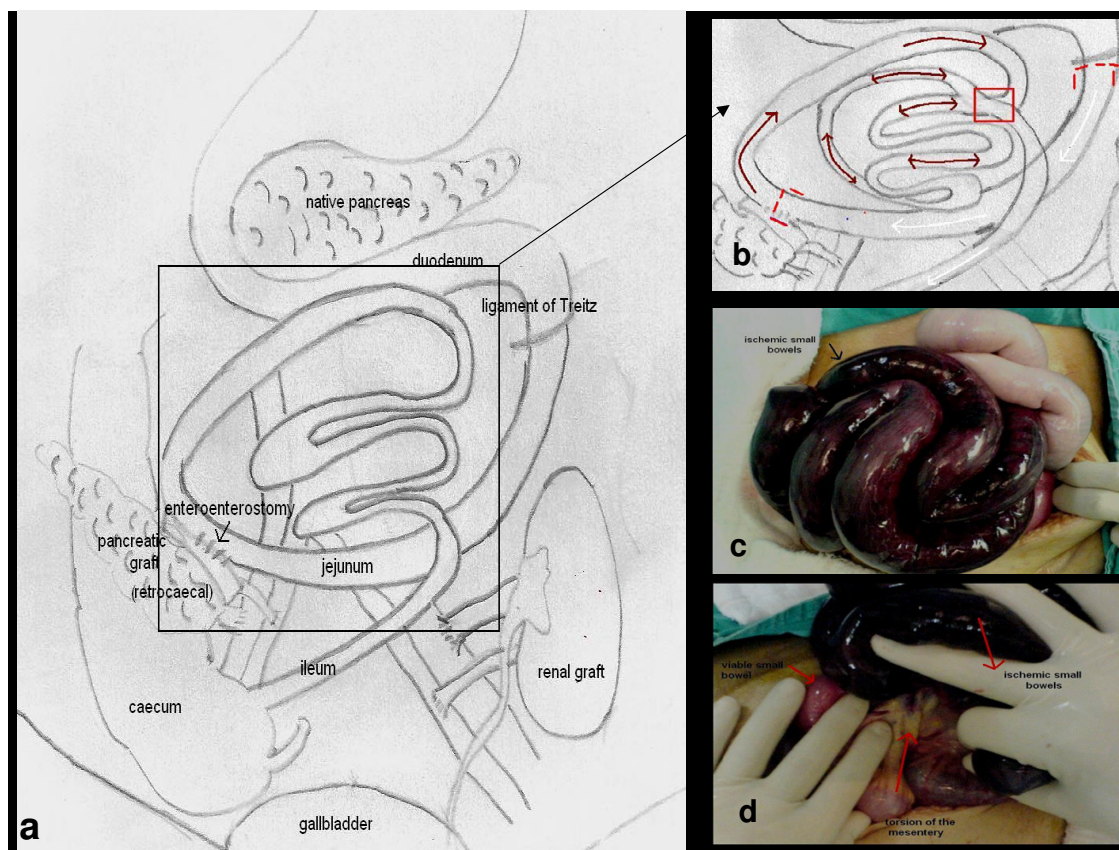 native pancreas
duodenum
ligament of Treitz
enteroenterostomy
pancreatic
graft
(retrocaecal)
jejunum
ileum
renal graft
caecum
gallbladder
a
b
ischemic small
bowels
c
viable small
bowel
ischemic small
bowels
torsion of the
mesentery
d